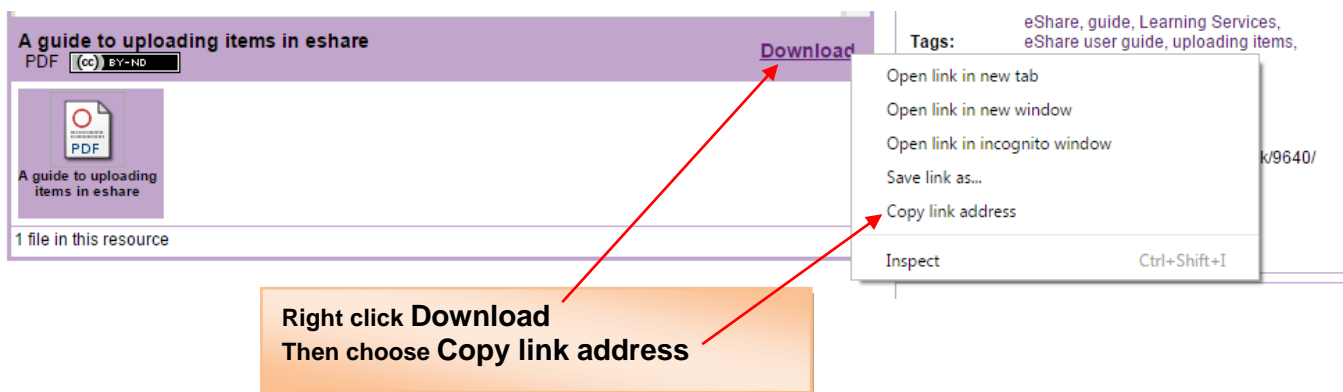 A guide to uploading items in eshare
PDF (cc) BY-ND
Download
PDF
A guide to uploading
items in eshare
1 file in this resource
Tags:
eShare, guide, Learning Services,
eShare user guide, uploading items,
k/9640/
Open link in new tab
Open link in new window
Open link in incognito window
Save link as...
Copy link address
Inspect Ctrl+Shift+I
Right click Download
Then choose Copy link address